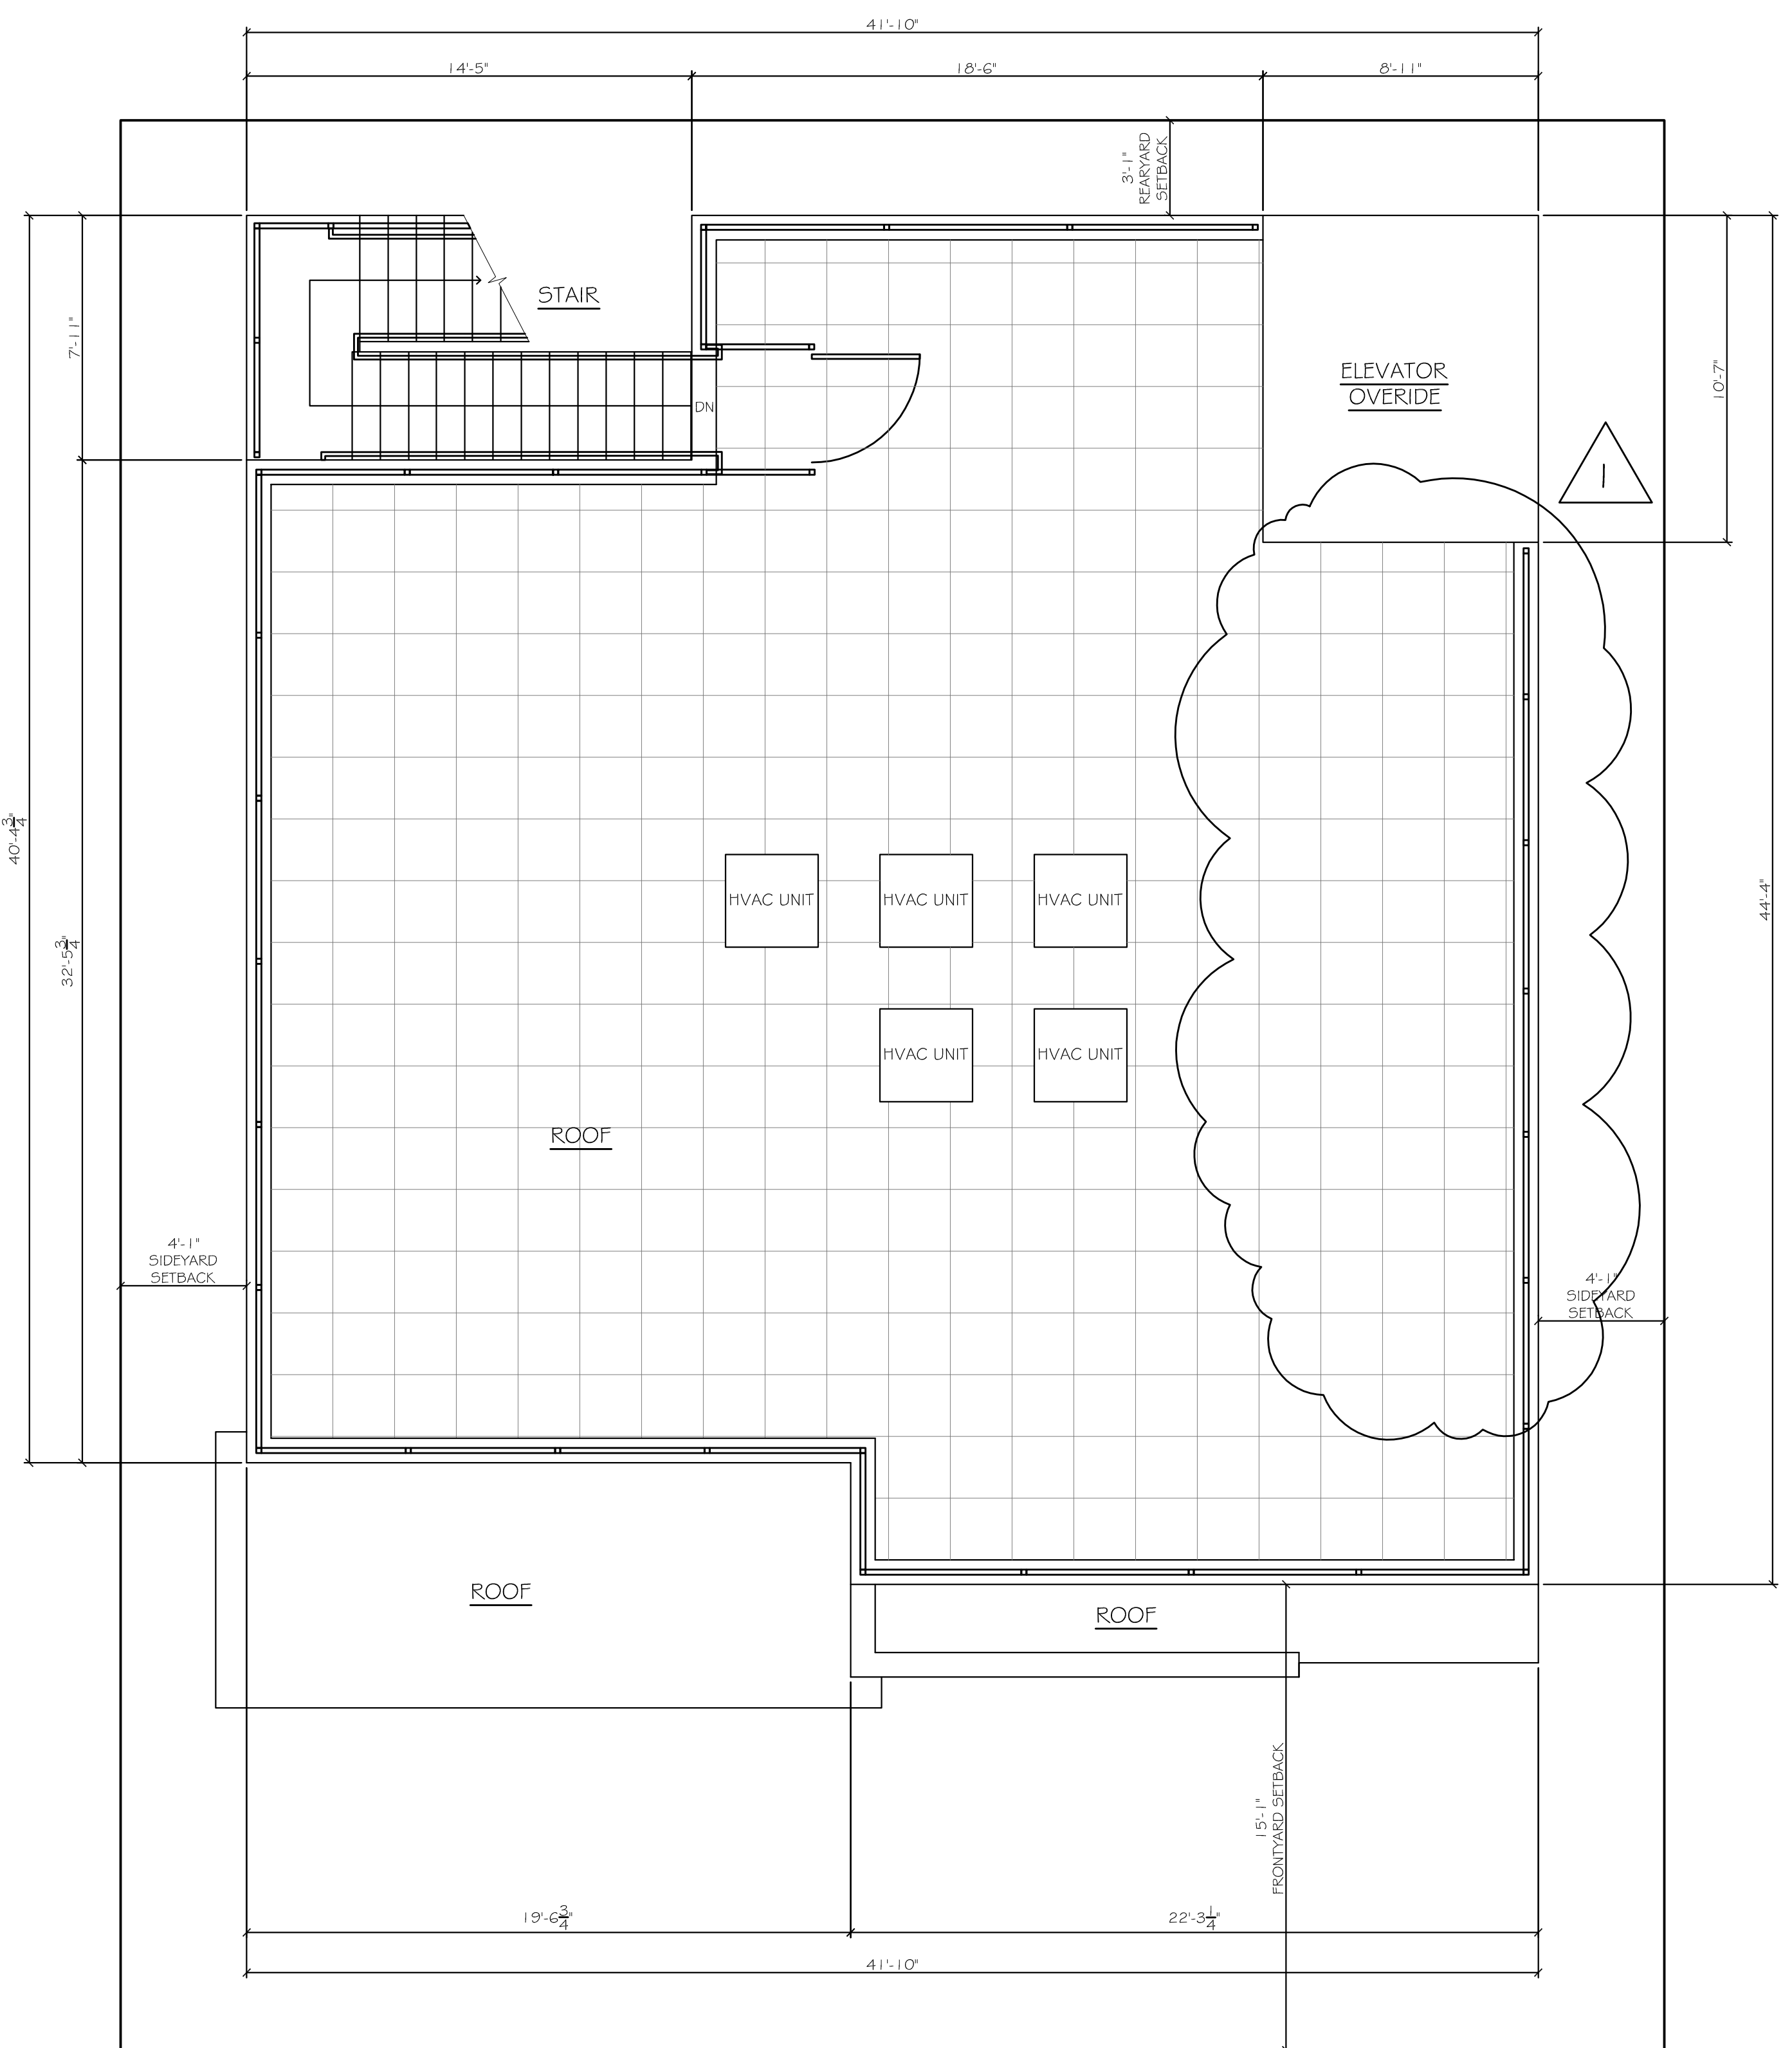 41'-10"
14'-5"
18'-6"
8'-11"
3'-1"
REARYARD
SETBACK
STAIR
7'-11"
ELEVATOR
OVERIDE
10'-7"
DN
1
40'-4 3/4"
32'-5 3/4"
44'-4"
HVAC UNIT
HVAC UNIT
HVAC UNIT
HVAC UNIT
HVAC UNIT
ROOF
4'-1"
SIDEYARD
SETBACK
4'-1"
SIDEYARD
SETBACK
ROOF
ROOF
15'-1"
FRONTYARD SETBACK
19'-6 3/4"
22'-3 1/4"
41'-10"